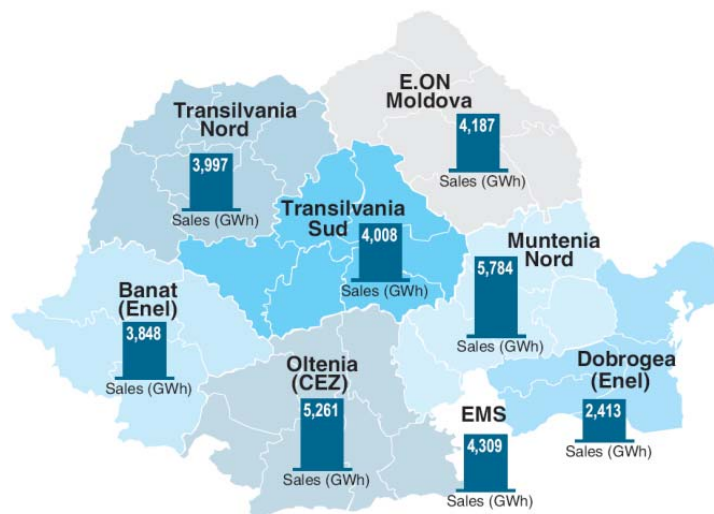 E.ON
Moldova
4,187
Sales (GWh)
Transilvania
Nord
3,997
Sales (GWh)
Transilvania
Sud
4,008
Sales (GWh)
Muntenia
Nord
5,784
Sales (GWh)
Banat
(Enel)
3,848
Sales (GWh)
Oltenia
(CEZ)
5,261
Sales (GWh)
EMS
4,309
Sales (GWh)
Dobrogea
(Enel)
2,413
Sales (GWh)